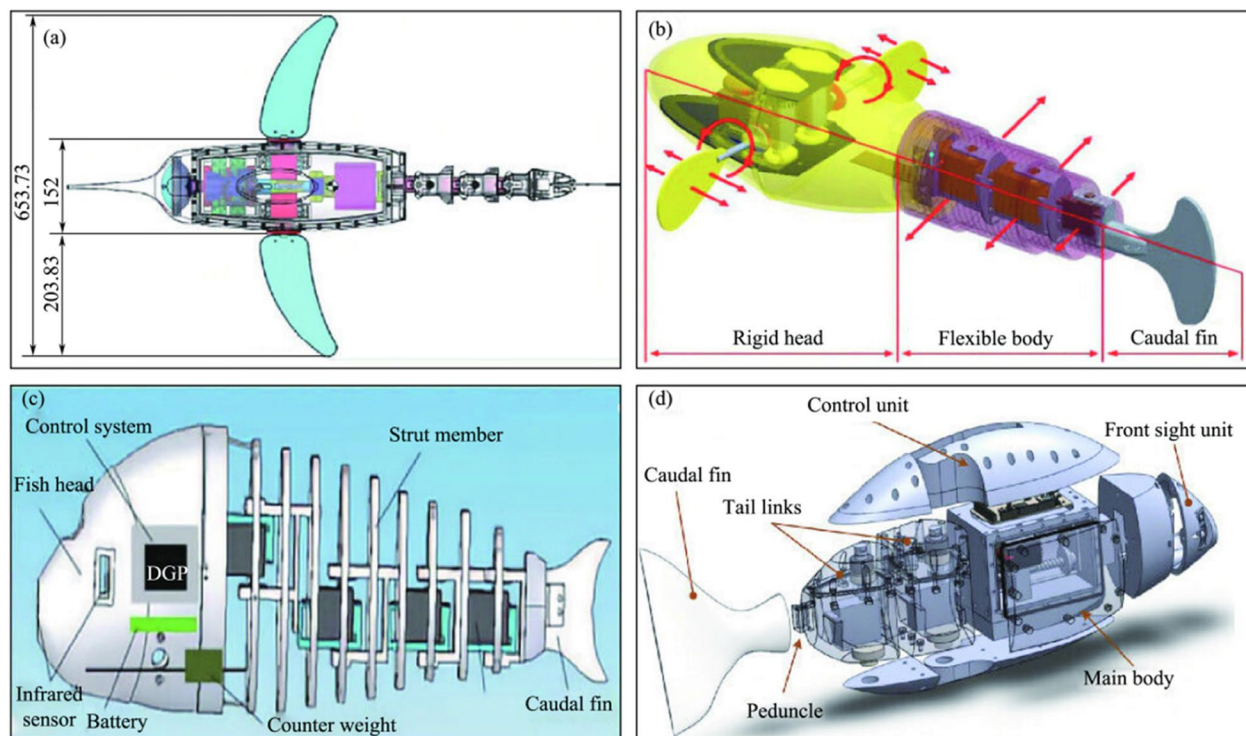 (a)
653.73
152
203.83
(b)
Rigid head
Flexible body
Caudal fin
(c)
Control system
Strut member
Fish head
DGP
Infrared
sensor
Battery
Counter weight
Caudal fin
(d)
Control unit
Front sight unit
Caudal fin
Tail links
Main body
Peduncle